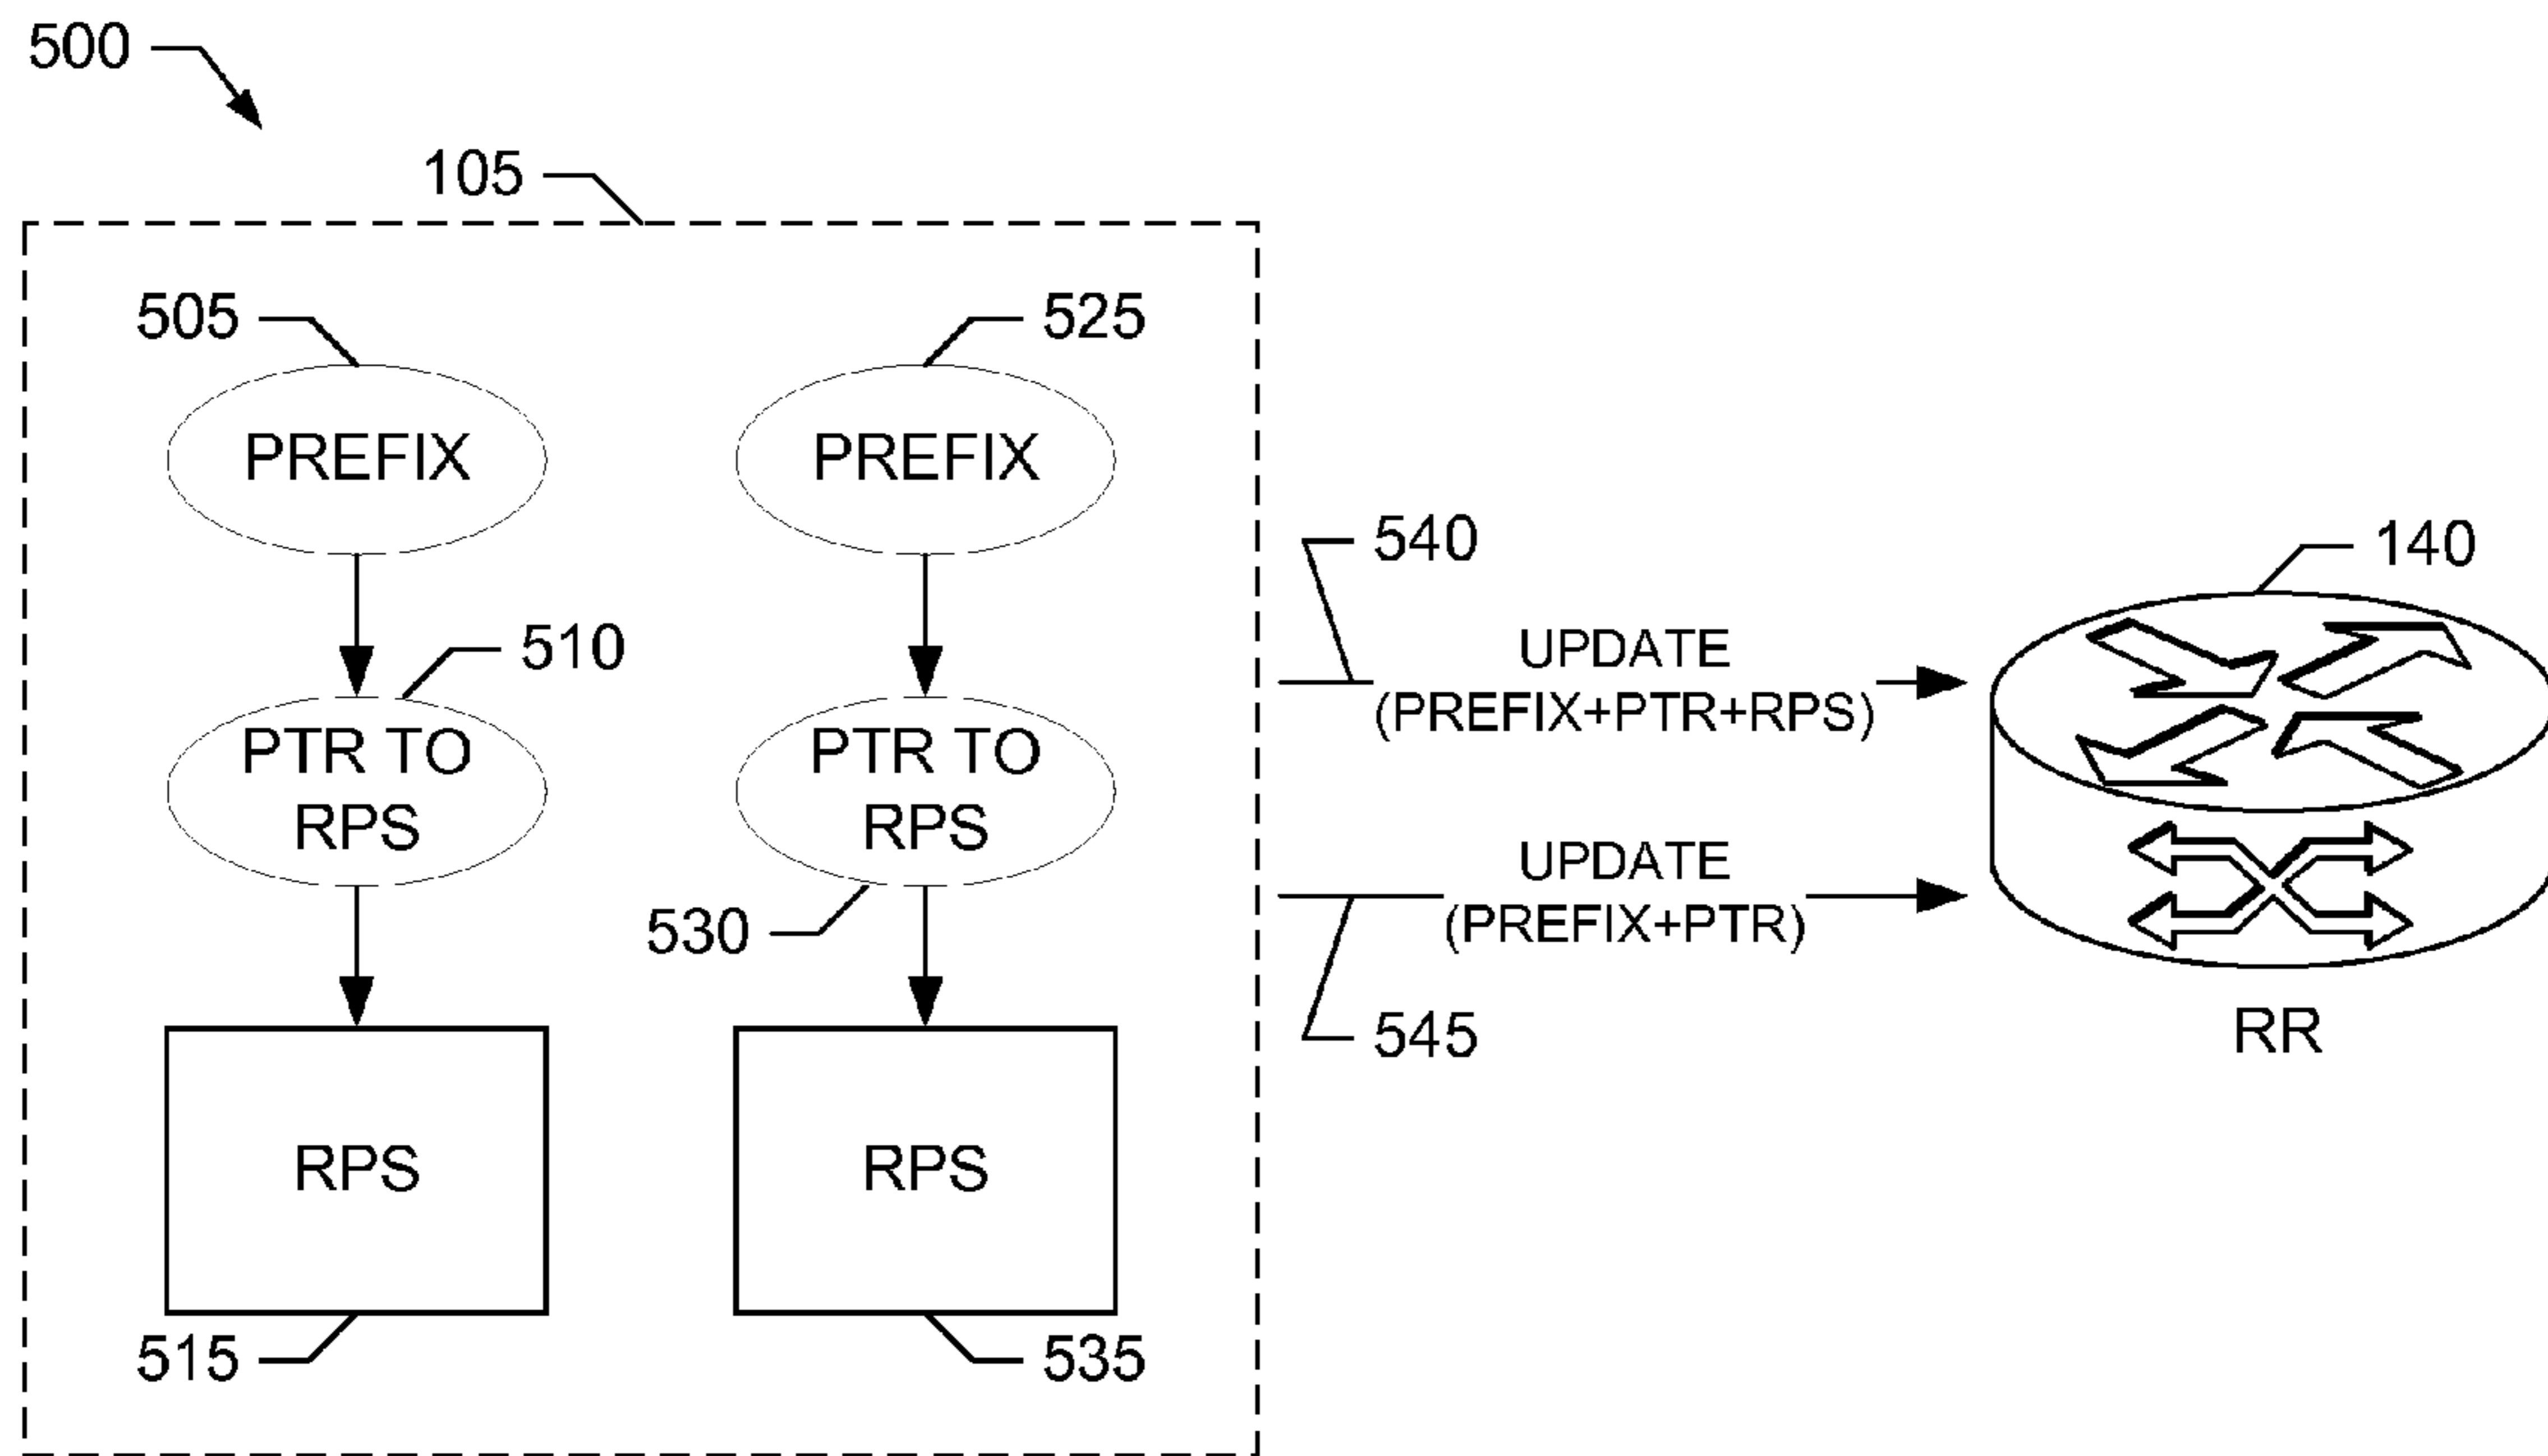 500
105
505
525
PREFIX
PREFIX
510
PTR TO
RPS
PTR TO
RPS
530
RPS
RPS
515
535
540
UPDATE
(PREFIX+PTR+RPS)
UPDATE
(PREFIX+PTR)
545
140
RR